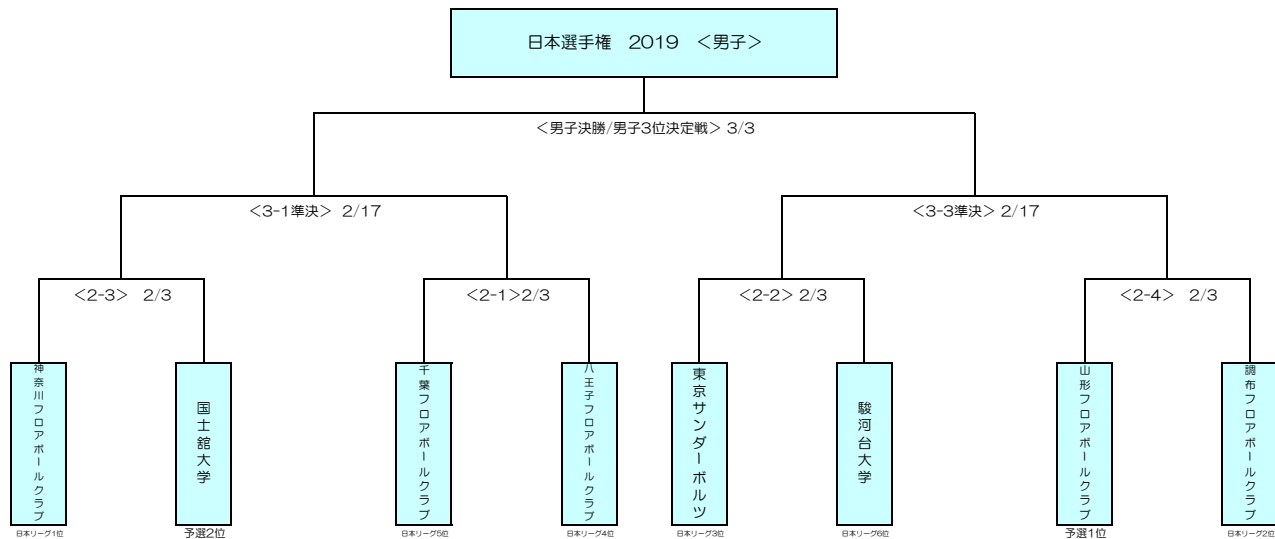 日本選手権　2019　＜男子＞
＜男子決勝/男子3位決定戦＞ 3/3
＜3-1準決＞ 2/17
＜3-3準決＞ 2/17
＜2-3＞　2/3
＜2-1＞2/3
＜2-2＞ 2/3
＜2-4＞　2/3
神奈川フロアボールクラブ
国士舘大学
千葉フロアボールクラブ
八王子フロアボールクラブ
東京サンダーボルツ
駿河台大学
山形フロアボールクラブ
調布フロアボールクラブ
日本リーグ1位
予選2位
日本リーグ5位
日本リーグ4位
日本リーグ3位
日本リーグ6位
予選1位
日本リーグ2位